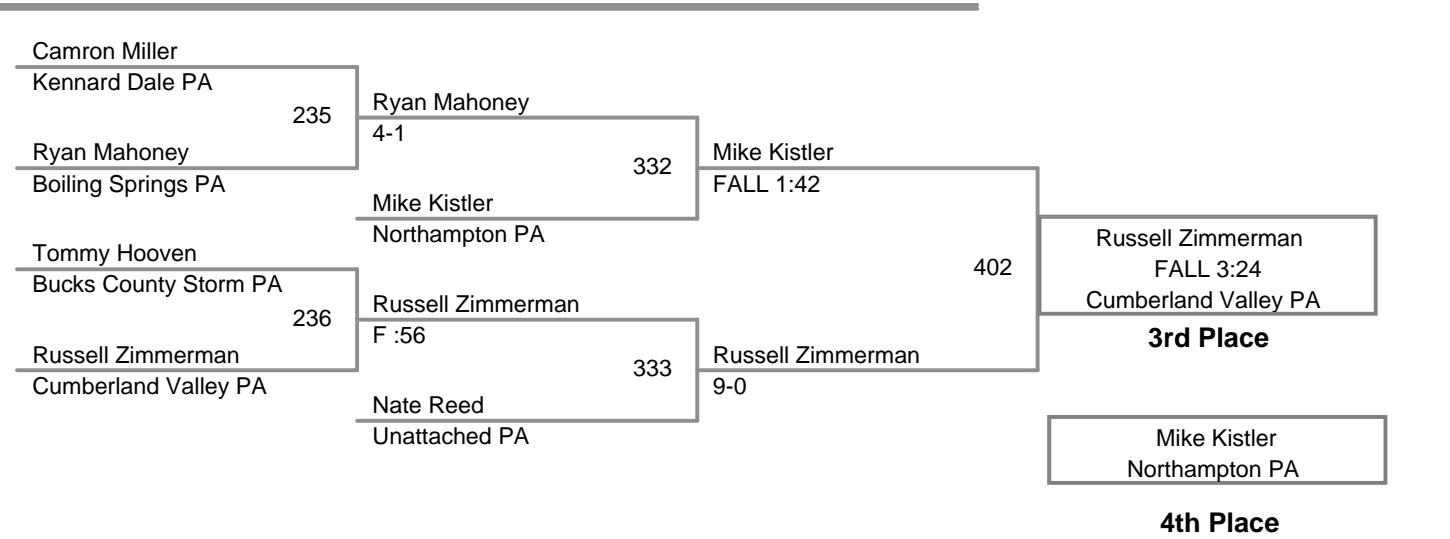 Camron Miller
Kennard Dale PA
235
Ryan Mahoney
Boiling Springs PA
Tommy Hooven
Bucks County Storm PA
236
Russell Zimmerman
Cumberland Valley PA
Ryan Mahoney
4-1
332
Mike Kistler
Northampton PA
Russell Zimmerman
F :56
333
Nate Reed
Unattached PA
Mike Kistler
FALL 1:42
402
Russell Zimmerman
9-0
Russell Zimmerman
FALL 3:24
Cumberland Valley PA
3rd Place
Mike Kistler
Northampton PA
4th Place